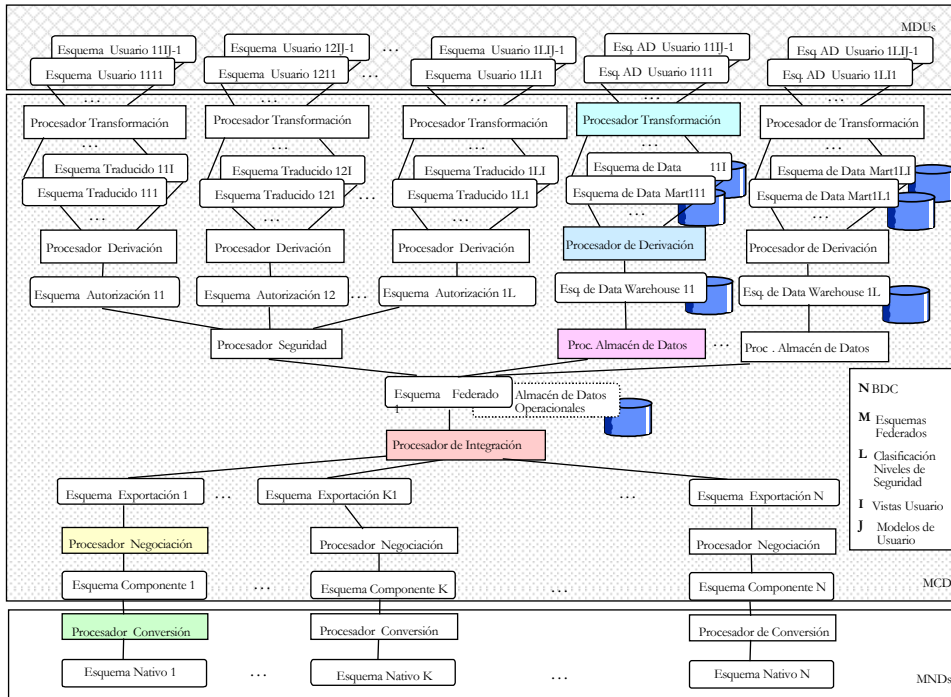 MDUs
Esquema Usuario 11IJ-1
Esquema Usuario 12IJ-1
...
Esquema Usuario 1LIJ-1
Esq. AD Usuario 11IJ-1
Esq. AD Usuario 1LIJ-1
Esquema Usuario 1111
Esquema Usuario 1211
...
Esquema Usuario 1LI1
Esq. AD Usuario 1111
Esq. AD Usuario 1LI1
...
...
...
...
...
Procesador Transformación
Procesador Transformación
Procesador Transformación
Procesador Transformación
Procesador de Transformación
...
...
...
...
...
Esquema Traducido 11I
Esquema Traducido 12I
Esquema Traducido 1LI
Esquema de Data 11I
Esquema de Data Mart1LI
Esquema Traducido 111
Esquema Traducido 121
...
Esquema Traducido 1L1
Esquema de Data Mart111
Esquema de Data Mart1L1
...
...
...
...
...
Procesador Derivación
Procesador Derivación
Procesador Derivación
Procesador de Derivación
Procesador de Derivación
Esquema Autorización 11
Esquema Autorización 12
...
Esquema Autorización 1L
Esq. de Data Warehouse 11
Esq. de Data Warehouse 1L
Procesador Seguridad
Proc. Almacén de Datos
...
Proc . Almacén de Datos
Esquema Federado
1
Almacén de Datos
Operacionales
Procesador de Integración
N BDC
M Esquemas
Federados
L Clasificación
Niveles de
Seguridad
I Vistas Usuario
J Modelos de
Usuario
Esquema Exportación 1
...
Esquema Exportación K1
...
Esquema Exportación N
Procesador Negociación
Procesador Negociación
Procesador Negociación
Esquema Componente 1
...
Esquema Componente K
...
Esquema Componente N
MCD
Procesador Conversión
Procesador Conversión
Procesador de Conversión
Esquema Nativo 1
...
Esquema Nativo K
...
Esquema Nativo N
MNDs